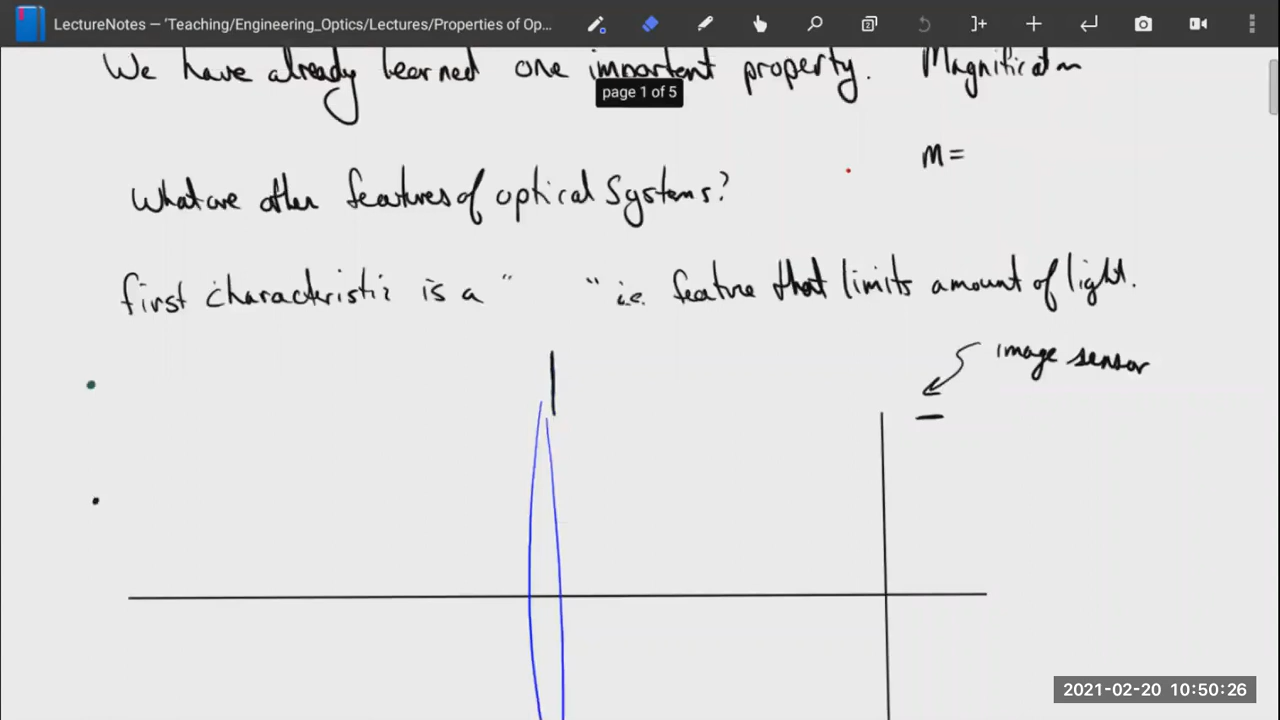 LectureNotes — 'Teaching/Engineering_Optics/Lectures/Properties of Op...
We have already learned one important property. Magnification
page 1 of 5
m =
What are other features of optical Systems?
first characteristic is a " " i.e. feature that limits amount of light.
image sensor
2021-02-20 10:50:26